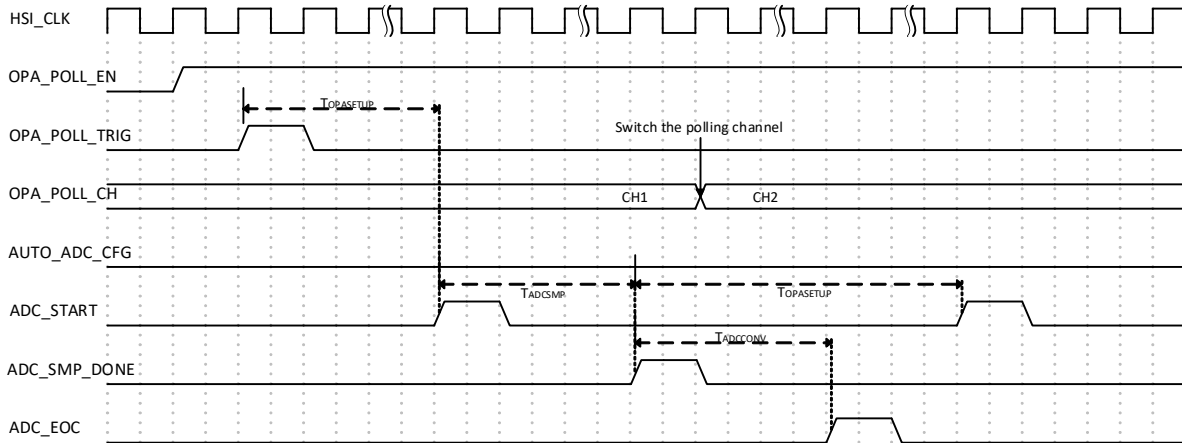 HSI_CLK
OPA_POLL_EN
TOPASETUP
OPA_POLL_TRIG
Switch the polling channel
OPA_POLL_CH
CH1
CH2
AUTO_ADC_CFG
TADCSMP
TOPASETUP
ADC_START
TADCCONV
ADC_SMP_DONE
ADC_EOC